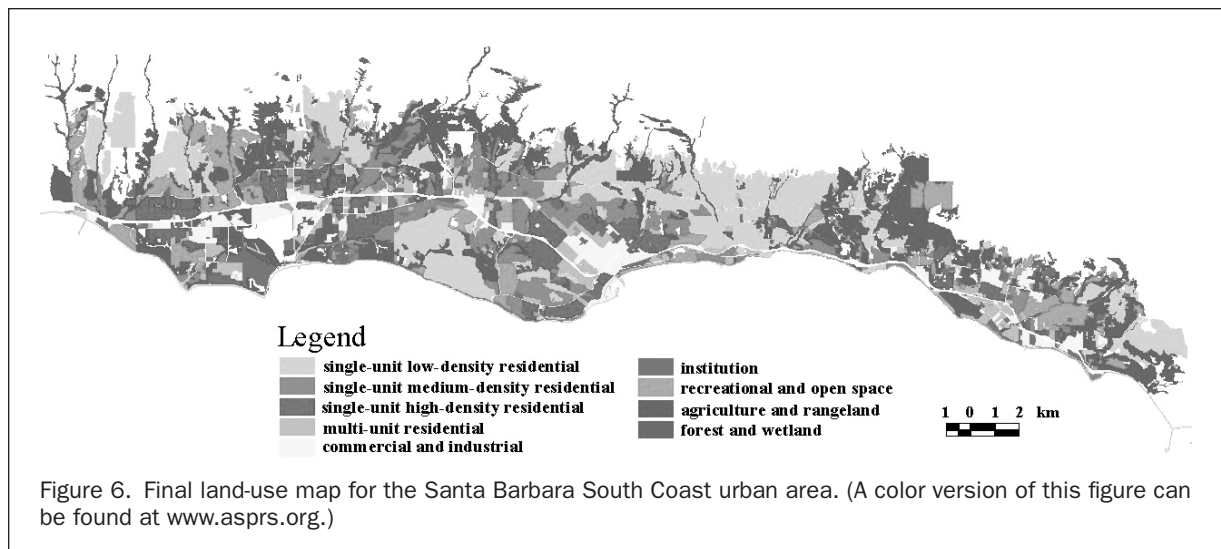 Legend
single-unit low-density residential
single-unit medium-density residential
single-unit high-density residential
multi-unit residential
commercial and industrial
institution
recreational and open space
agriculture and rangeland
forest and wetland
1 0 1 2 km
Figure 6. Final land-use map for the Santa Barbara South Coast urban area. (A color version of this figure can
be found at www.asprs.org.)